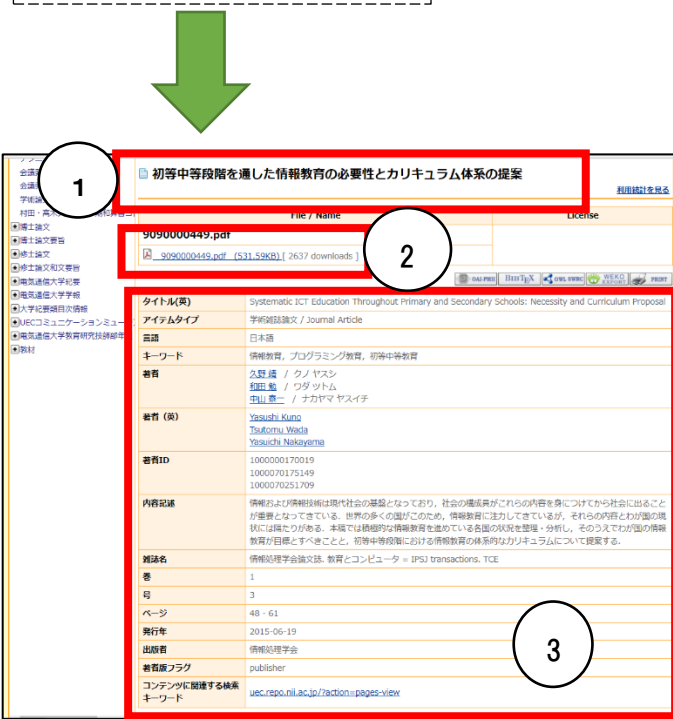 1
初等中等段階を通した情報教育の必要性とカリキュラム体系の提案
利用統計を見る
File / Name
License
9090000449.pdf
9090000449.pdf (531.59KB) [ 2637 downloads ]
2
OAI-PMH BIBTEX OWL SWRC WEKO EXPORT PRINT
会議
会議
学術論
村田・高木
博士論文
博士論文要旨
修士論文
修士論文和文要旨
電気通信大学紀要
電気通信大学学報
大学紀要類目次情報
UECコミュニケーションミュー
電気通信大学教育研究技師部年
教材
タイトル(英) Systematic ICT Education Throughout Primary and Secondary Schools: Necessity and Curriculum Proposal
アイテムタイプ 学術雑誌論文 / Journal Article
言語 日本語
キーワード 情報教育, プログラミング教育, 初等中等教育
著者 久野 靖 / クノ ヤスシ
和田 勉 / ワダ ツトム
中山 泰一 / ナカヤマ ヤスイチ
著者 (英) Yasushi Kuno
Tsutomu Wada
Yasuichi Nakayama
著者ID 1000000170019
1000070175149
1000070251709
内容記述 情報および情報技術は現代社会の基盤となっており，社会の構成員がこれらの内容を身につけてから社会に出ること
が重要となってきている．世界の多くの国がこのため，情報教育に注力してきているが，それらの内容とわが国の現
状には隔たりがある．本稿では積極的な情報教育を進めている各国の状況を整理・分析し，そのうえでわが国の情報
教育が目標とすべきことと，初等中等段階における情報教育の体系的なカリキュラムについて提案する．
雑誌名 情報処理学会論文誌. 教育とコンピュータ = IPSJ transactions. TCE
巻 1
号 3
ページ 48 - 61
発行年 2015-06-19
出版者 情報処理学会
著者版フラグ publisher
コンテンツに関連する検索
キーワード uec.repo.nii.ac.jp/?action=pages-view
3